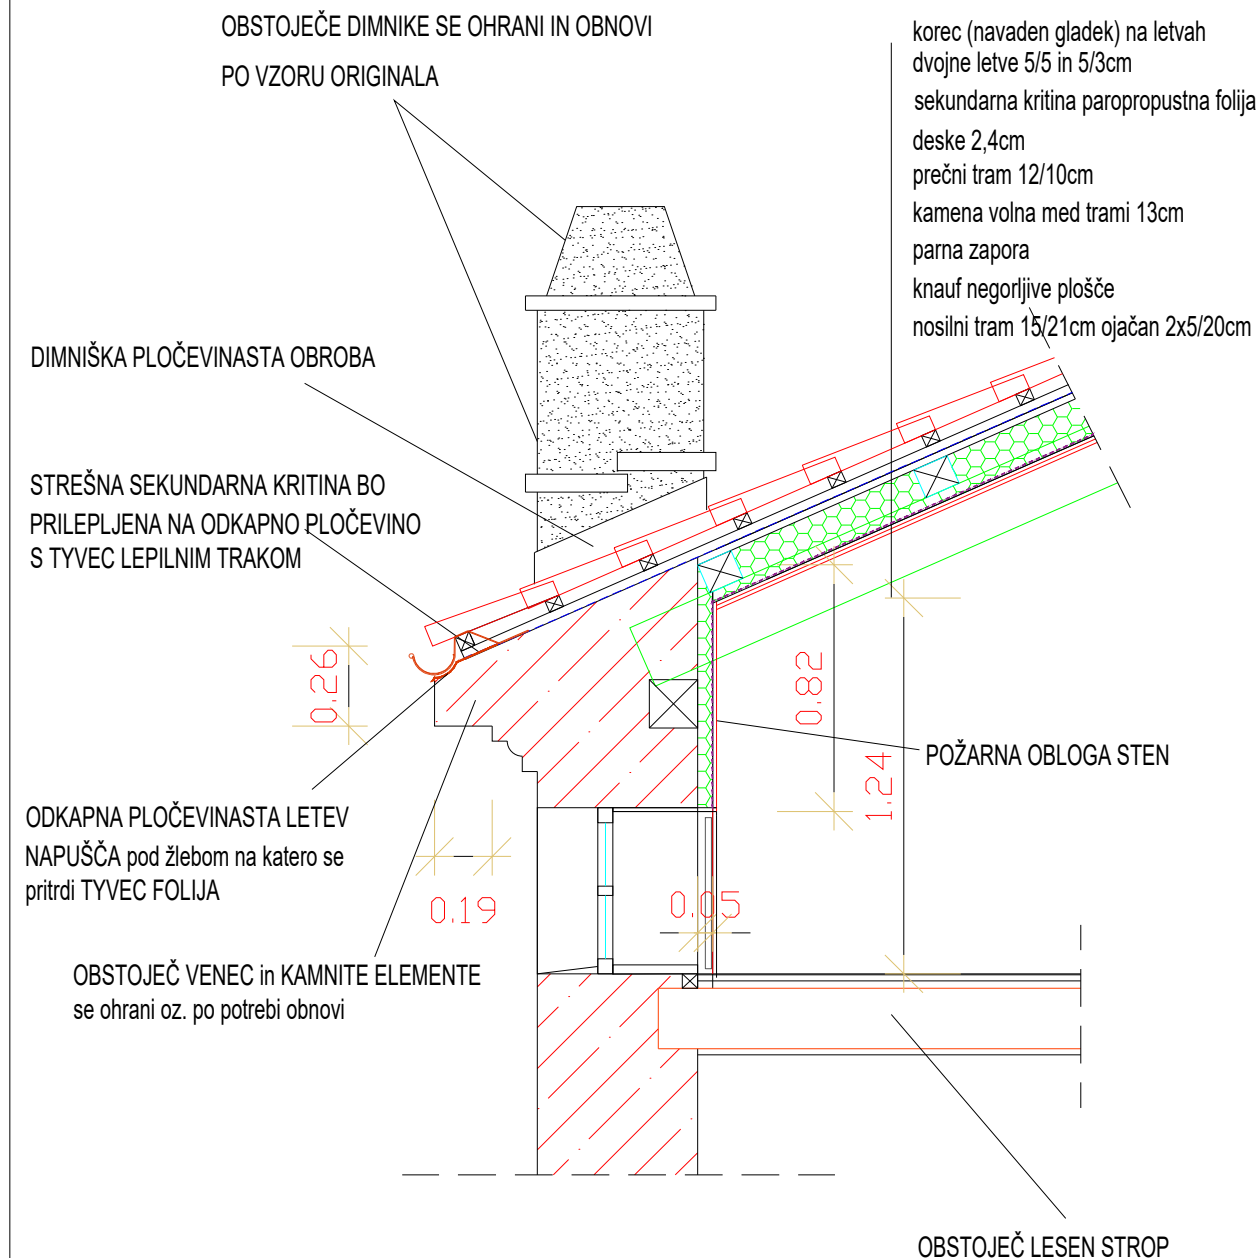 OBSTOJEČE DIMNIKE SE OHRANI IN OBNOVI
PO VZORU ORIGINALA
korec (navaden gladek) na letvah
dvojne letve 5/5 in 5/3cm
sekundarna kritina paropropustna folija
deske 2,4cm
prečni tram 12/10cm
kamena volna med trami 13cm
parna zapora
knauf negorljive plošče
nosilni tram 15/21cm ojačan 2x5/20cm
DIMNIŠKA PLOČEVINASTA OBROBA
STREŠNA SEKUNDARNA KRITINA BO
PRILEPLJENA NA ODKAPNO PLOČEVINO
S TYVEC LEPILNIM TRAKOM
0.26
0.82
1.24
POŽARNA OBLOGA STEN
ODKAPNA PLOČEVINASTA LETEV
NAPUŠČA pod žlebom na katero se
pritrdi TYVEC FOLIJA
0.19
0.05
OBSTOJEČ VENEC in KAMNITE ELEMENTE
se ohrani oz. po potrebi obnovi
OBSTOJEČ LESEN STROP